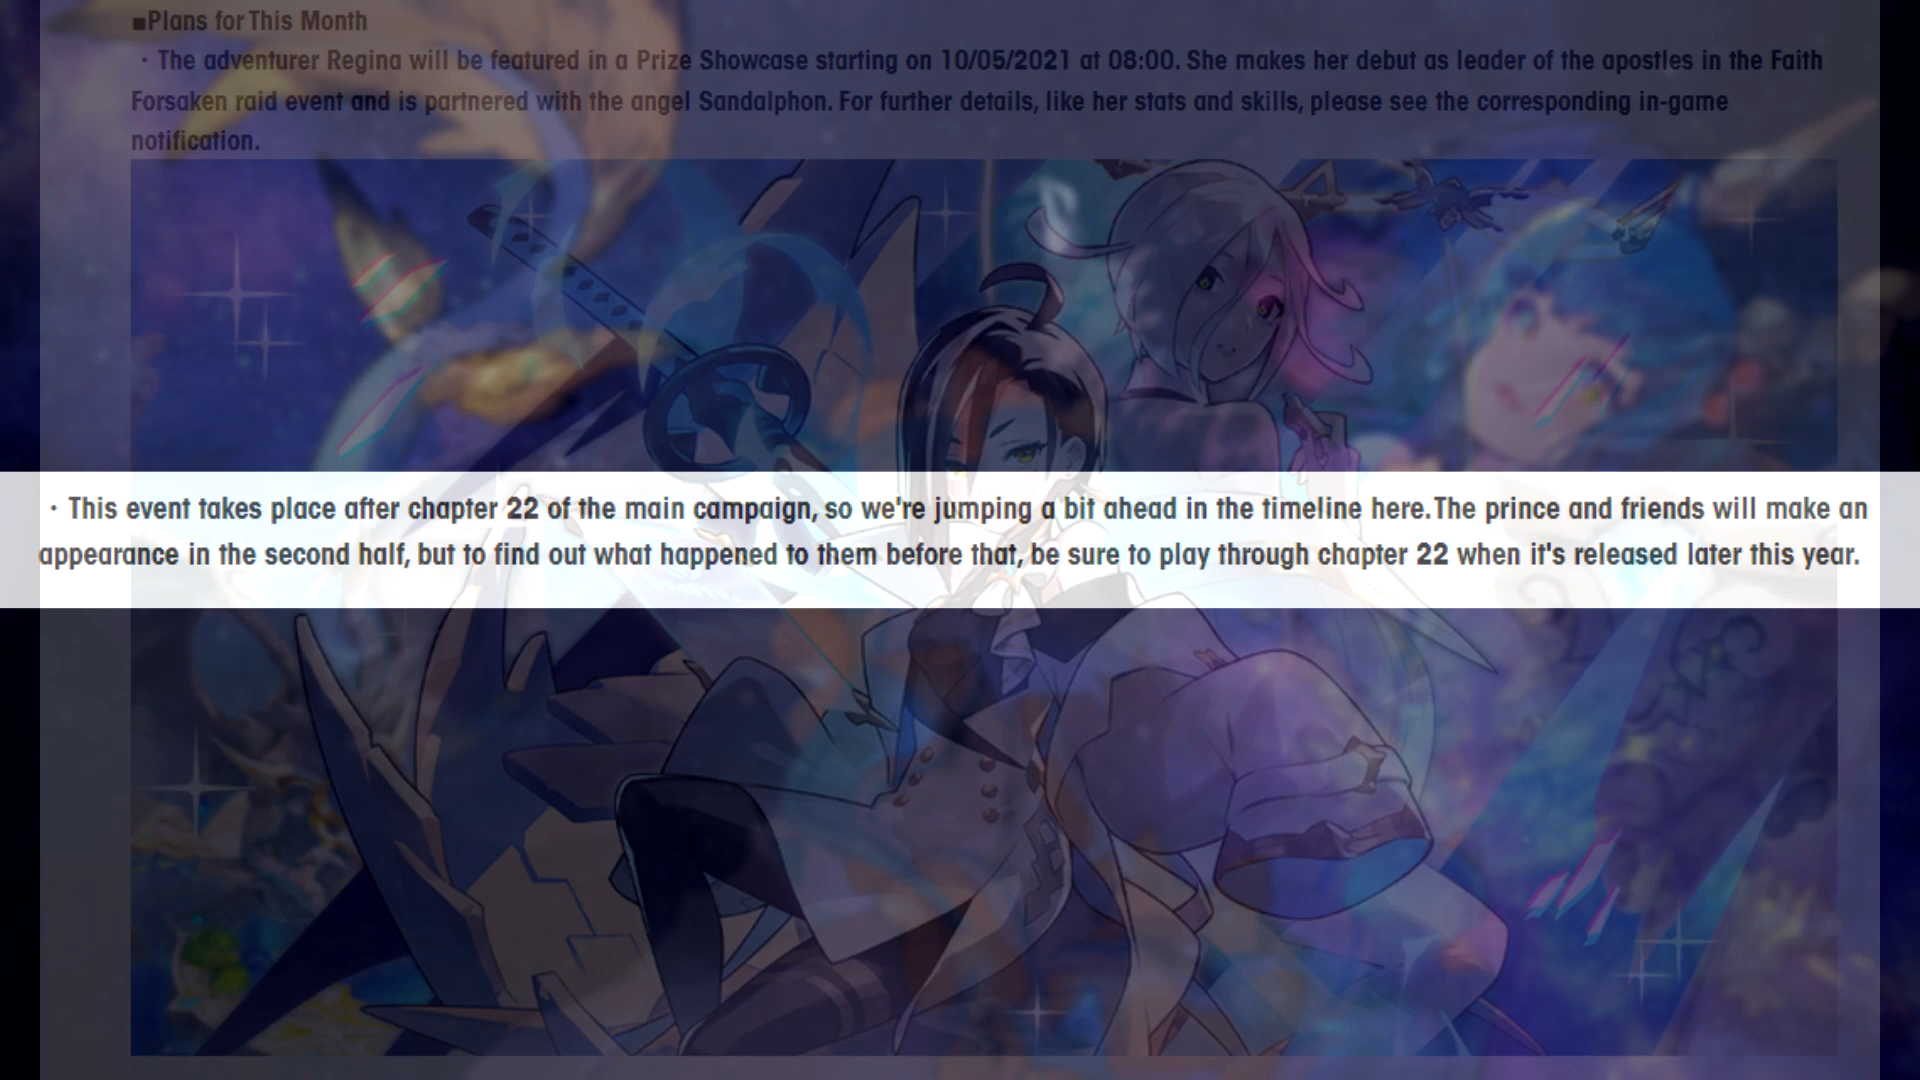 ■Plans for This Month
・The adventurer Regina will be featured in a Prize Showcase starting on 10/05/2021 at 08:00. She makes her debut as leader of the apostles in the Faith
Forsaken raid event and is partnered with the angel Sandalphon. For further details, like her stats and skills, please see the corresponding in-game
notification.
・This event takes place after chapter 22 of the main campaign, so we're jumping a bit ahead in the timeline here. The prince and friends will make an
appearance in the second half, but to find out what happened to them before that, be sure to play through chapter 22 when it's released later this year.